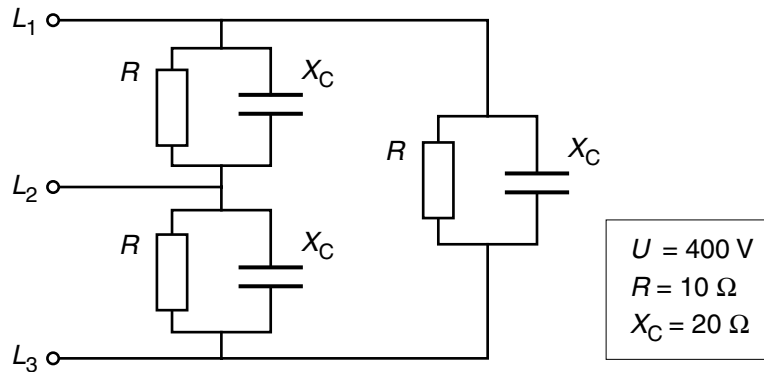 L1
R
XC
L2
R
XC
R
XC
L3
U = 400 V
R = 10 Ω
XC = 20 Ω